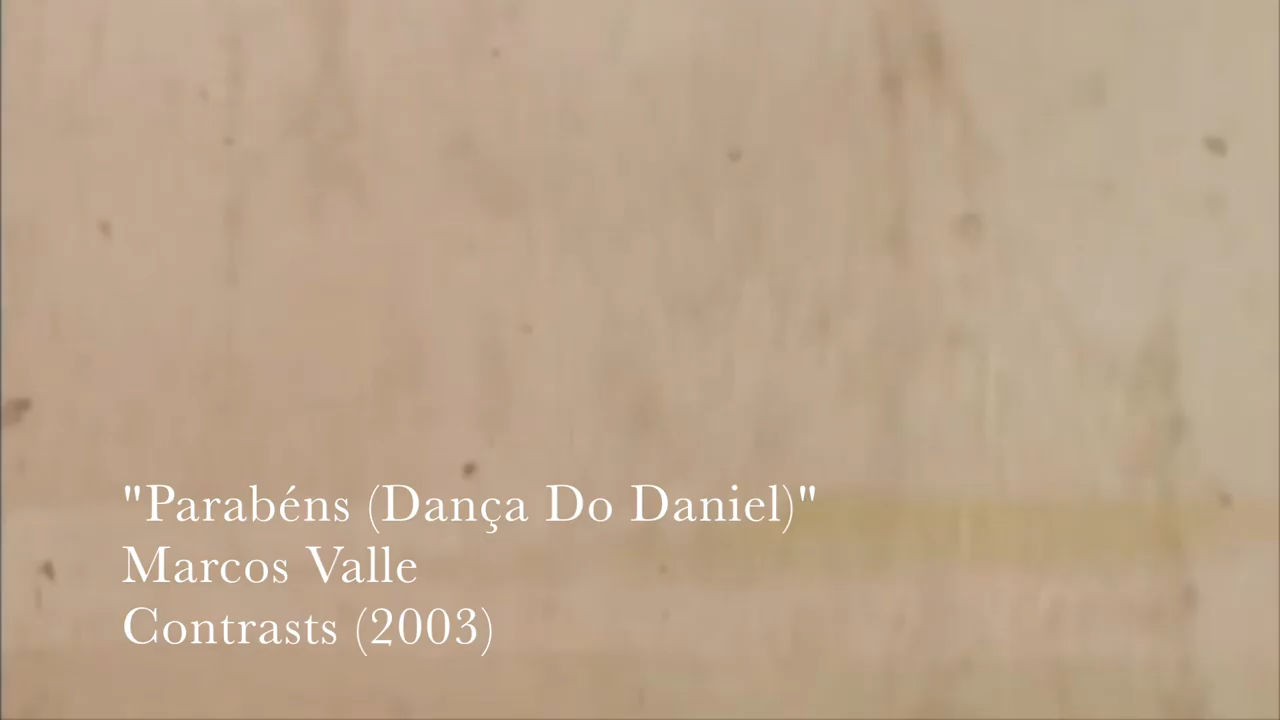 "Parabéns (Dança Do Daniel)"
Marcos Valle
Contrasts (2003)